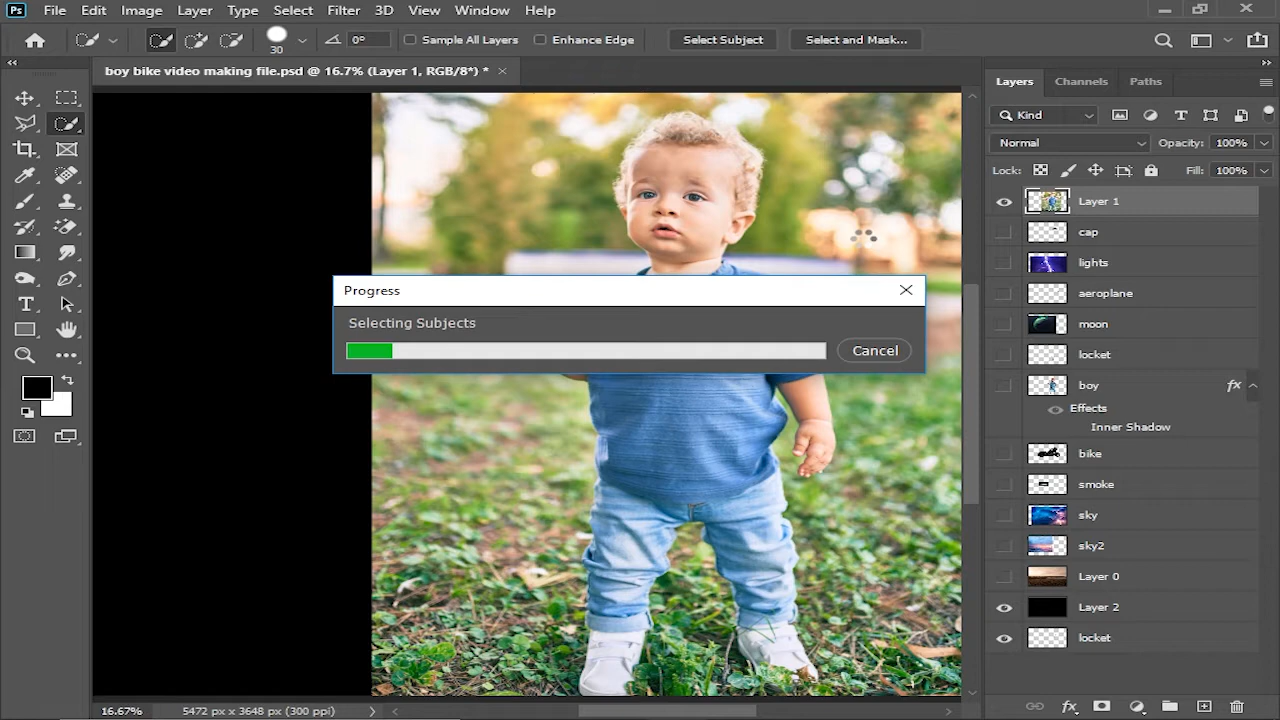 Ps File Edit Image Layer Type Select Filter 3D View Window Help
30 0° Sample All Layers Enhance Edge Select Subject Select and Mask...
boy bike video making file.psd @ 16.7% (Layer 1, RGB/8*) *
Layers Channels Paths
Kind
Normal Opacity: 100%
Lock: Fill: 100%
Layer 1
cap
lights
aeroplane
moon
locket
boy fx
Effects
Inner Shadow
bike
smoke
sky
sky2
Layer 0
Layer 2
locket
Progress
Selecting Subjects
Cancel
16.67% 5472 px x 3648 px (300 ppi)
fx